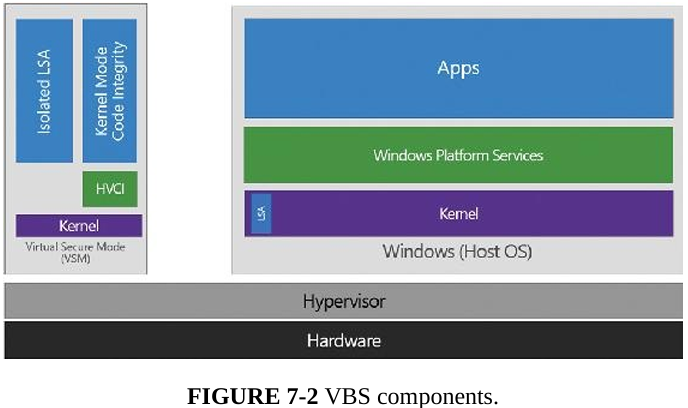 Isolated LSA
Kernel Mode
Code Integrity
HVCI
Kernel
Virtual Secure Mode
(VSM)
Apps
Windows Platform Services
LSA
Kernel
Windows (Host OS)
Hypervisor
Hardware
FIGURE 7-2 VBS components.